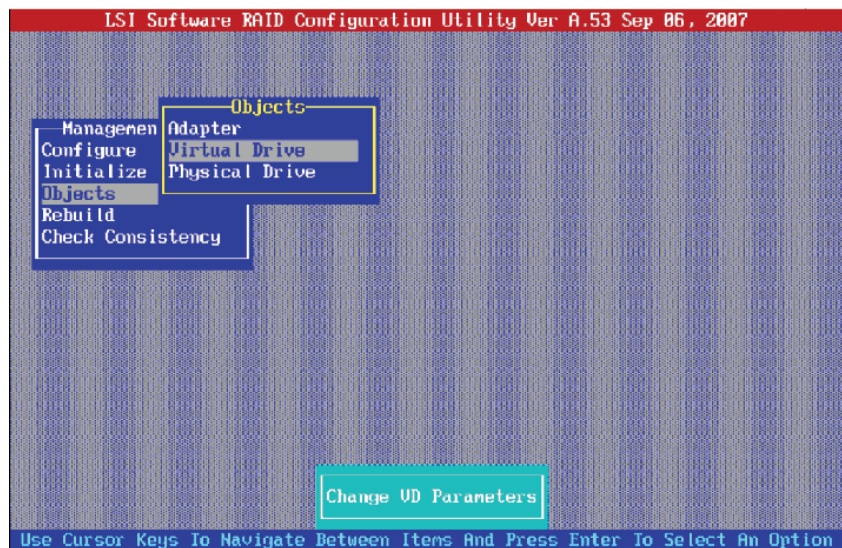 LSI Software RAID Configuration Utility Ver A.53 Sep 06, 2007
Objects
Adapter
Virtual Drive
Physical Drive
Managemen
Configure
Initialize
Objects
Rebuild
Check Consistency
Change VD Parameters
Use Cursor Keys To Navigate Between Items And Press Enter To Select An Option